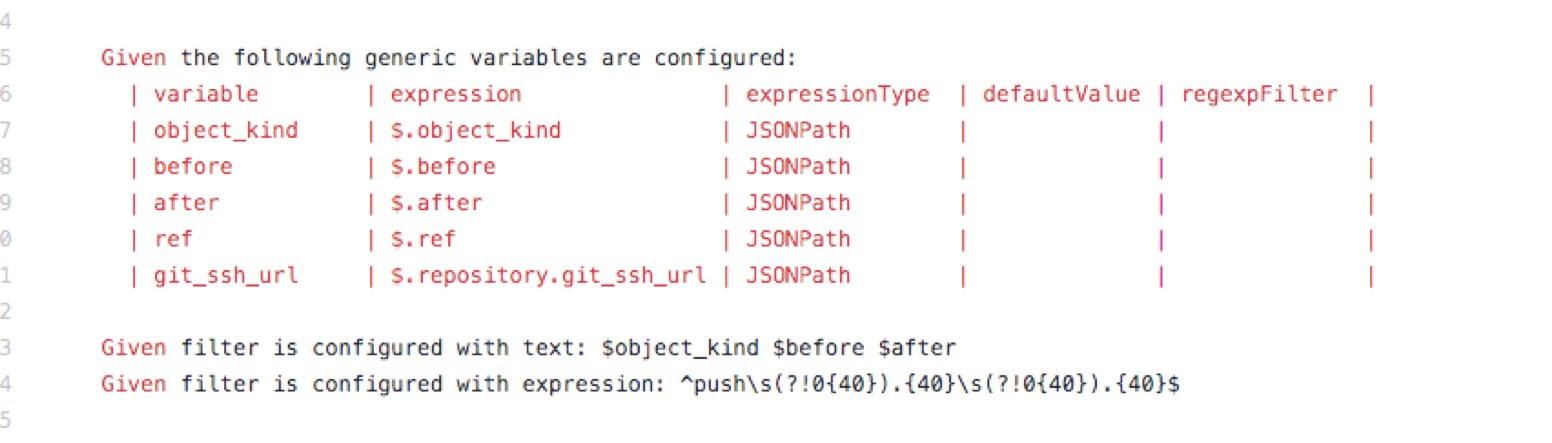 4
5 Given the following generic variables are configured:
6 | variable | expression | expressionType | defaultValue | regexpFilter |
7 | object_kind | $.object_kind | JSONPath | | |
8 | before | $.before | JSONPath | | |
9 | after | $.after | JSONPath | | |
0 | ref | $.ref | JSONPath | | |
1 | git_ssh_url | $.repository.git_ssh_url | JSONPath | | |
2
3 Given filter is configured with text: $object_kind $before $after
4 Given filter is configured with expression: ^push\s(?!0{40}).{40}\s(?!0{40}).{40}$
5